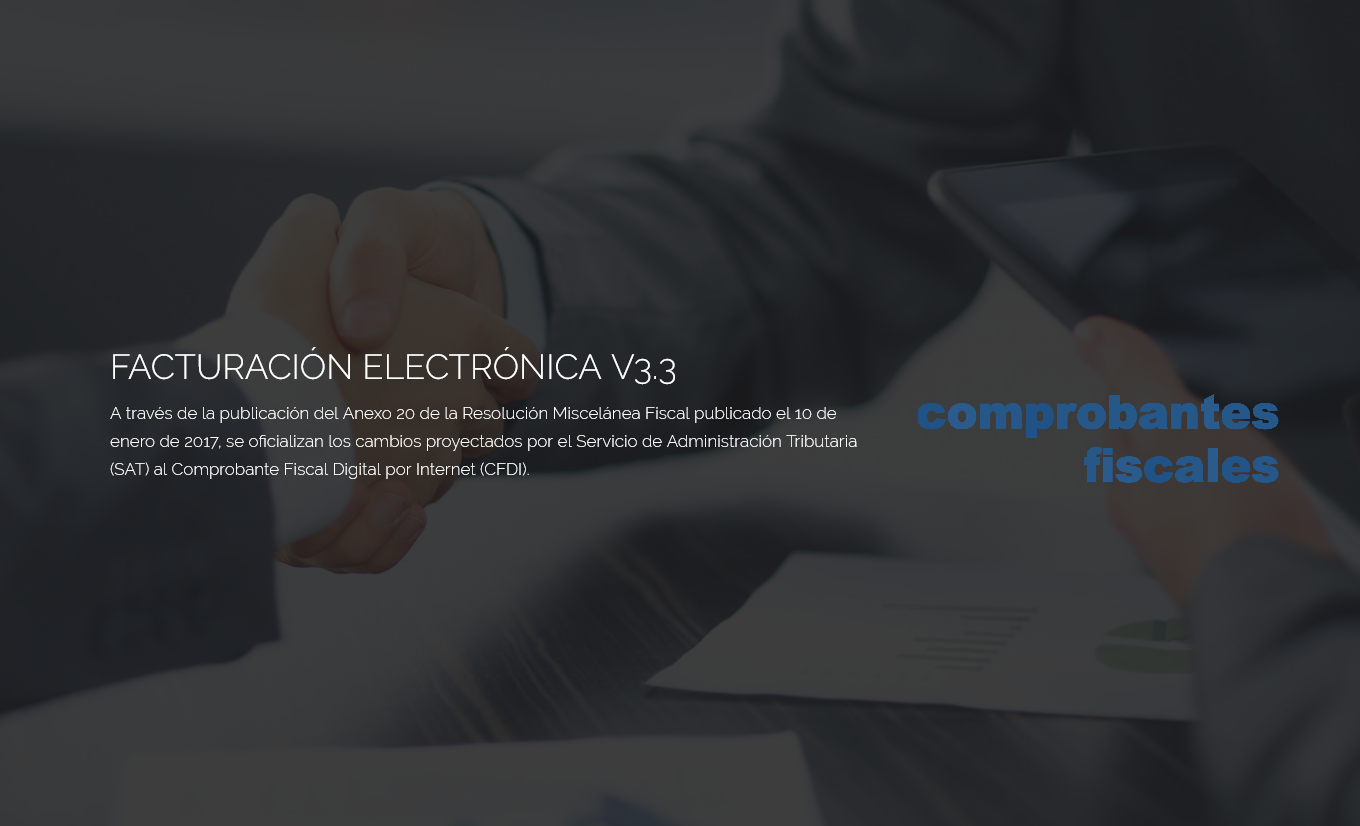 FACTURACIÓN ELECTRÓNICA V3.3
A través de la publicación del Anexo 20 de la Resolución Miscelánea Fiscal publicado el 10 de
enero de 2017, se oficializan los cambios proyectados por el Servicio de Administración Tributaria
(SAT) al Comprobante Fiscal Digital por Internet (CFDI).
comprobantes
fiscales